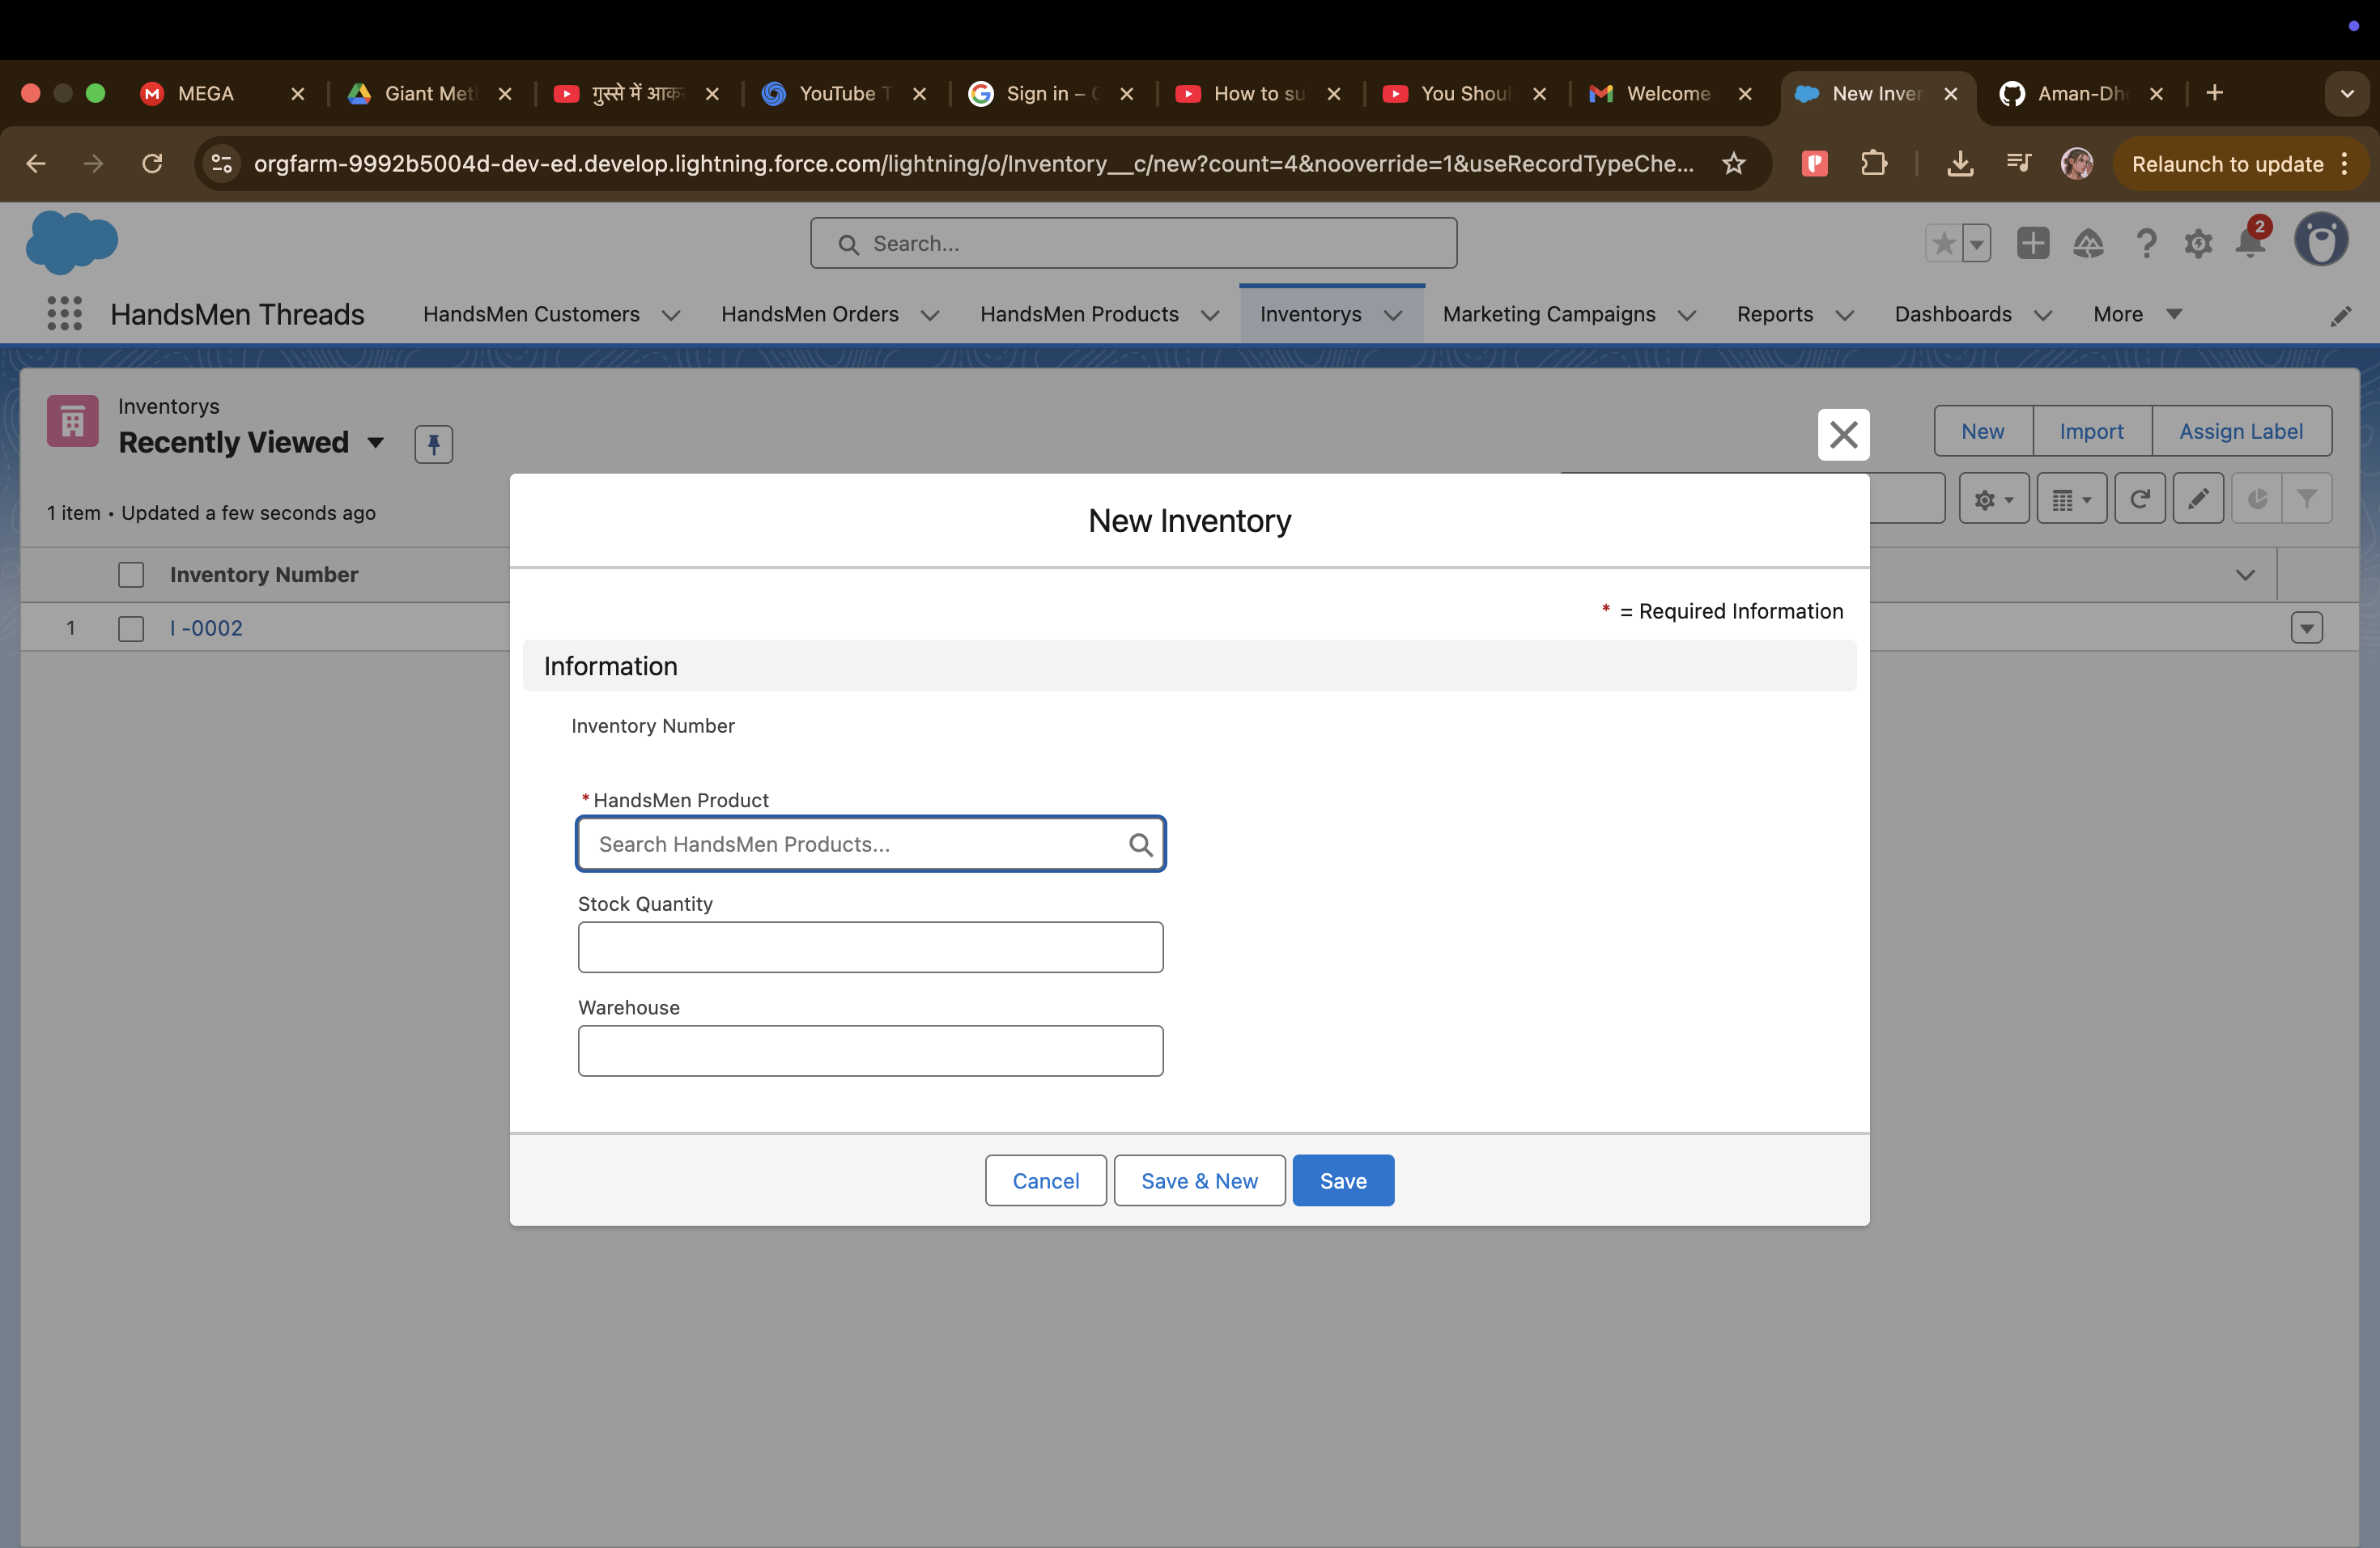 MEGA
Giant Met
गुस्से में आक
YouTube T
Sign in –
How to su
You Shoul
Welcome
New Inver
Aman-Dh
orgfarm-9992b5004d-dev-ed.develop.lightning.force.com/lightning/o/Inventory__c/new?count=4&nooverride=1&useRecordTypeChe...
Relaunch to update
Search...
2
HandsMen Threads
HandsMen Customers
HandsMen Orders
HandsMen Products
Inventorys
Marketing Campaigns
Reports
Dashboards
More
Inventorys
Recently Viewed
New
Import
Assign Label
1 item • Updated a few seconds ago
Inventory Number
1
I -0002
New Inventory
* = Required Information
Information
Inventory Number
*HandsMen Product
Search HandsMen Products...
Stock Quantity
Warehouse
Cancel
Save & New
Save